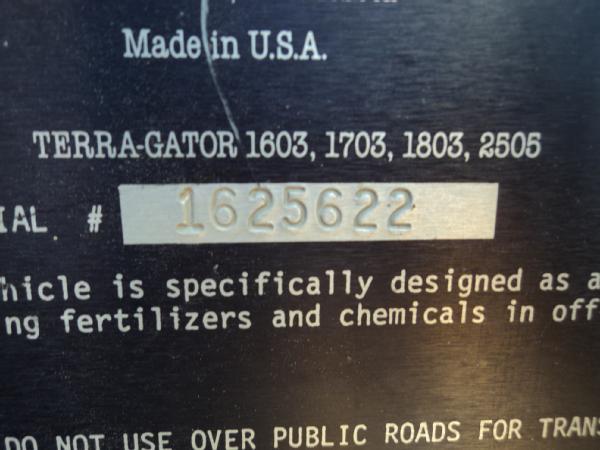 Made in U.S.A.
TERRA-GATOR 1603, 1703, 1803, 2505
IAL # 1625622
hicle is specifically designed as a
ng fertilizers and chemicals in off
DO NOT USE OVER PUBLIC ROADS FOR TRANS